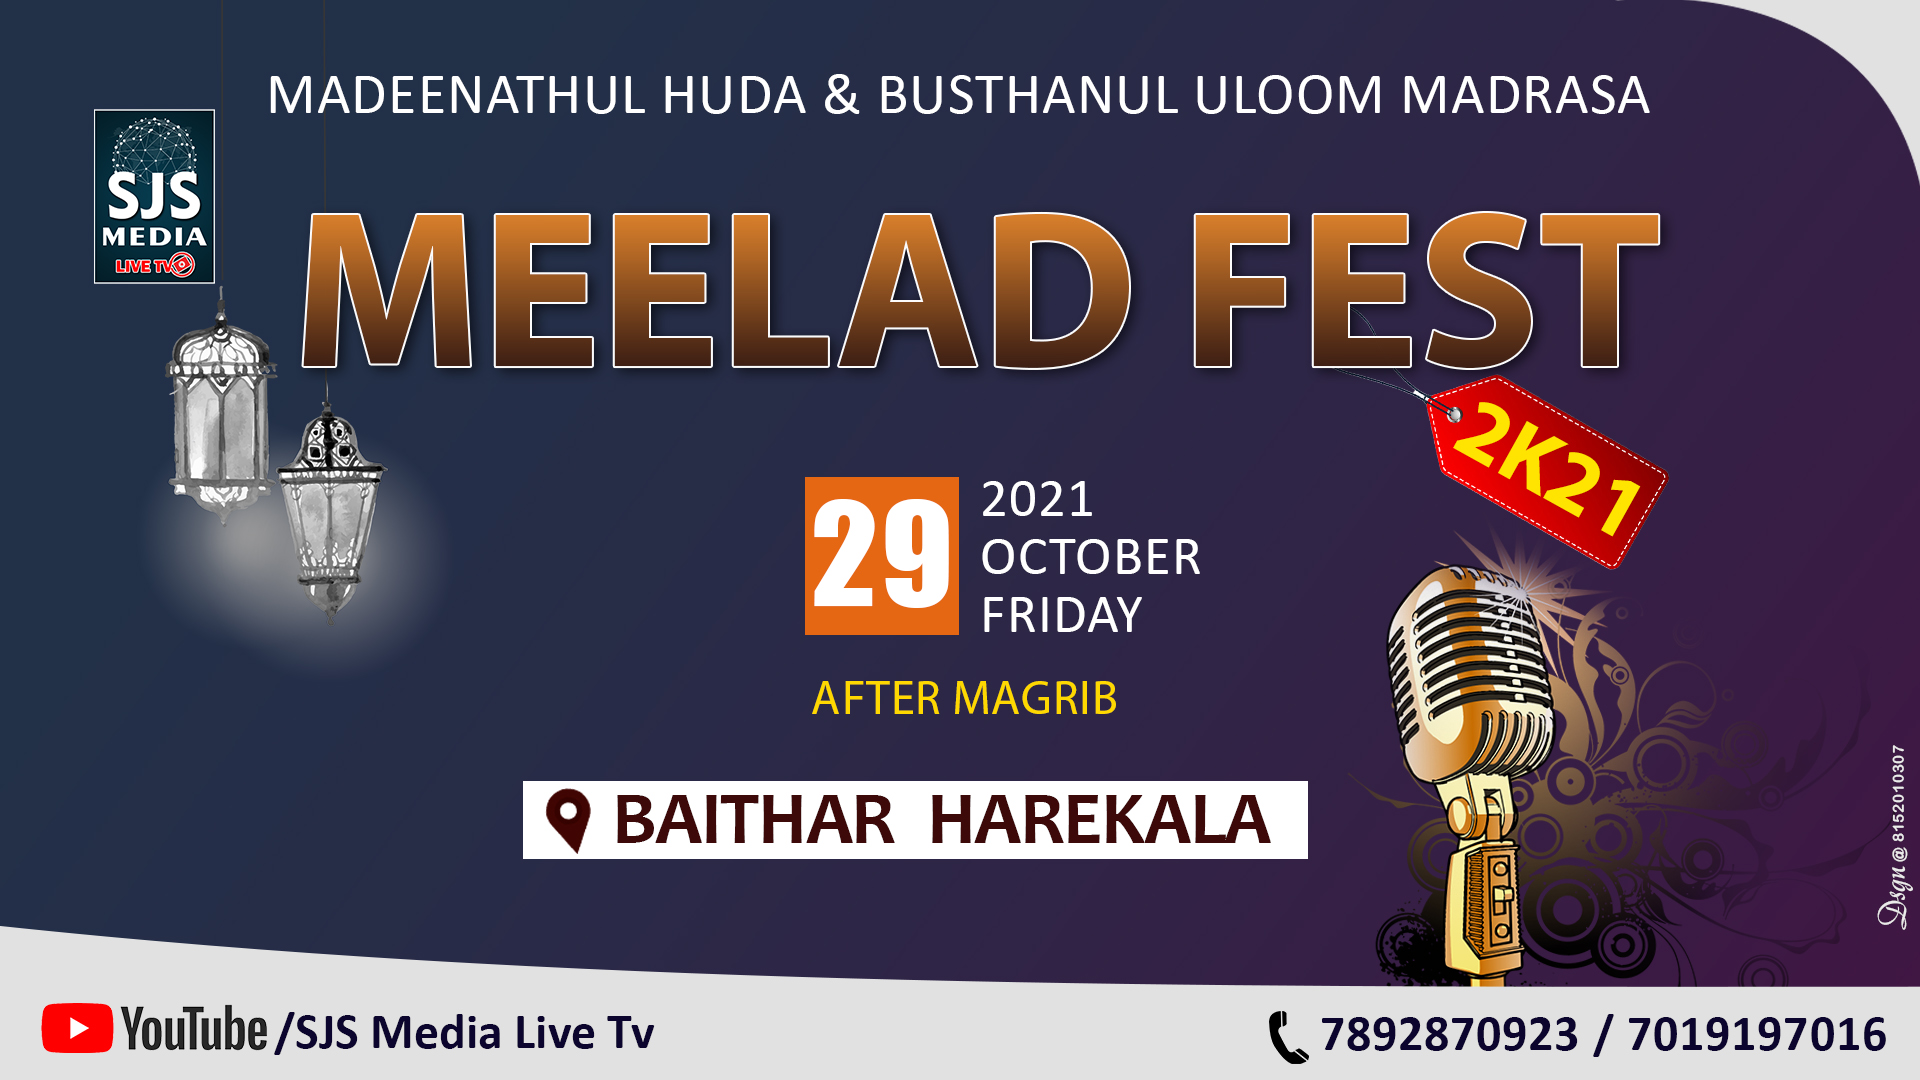 MADEENATHUL HUDA & BUSTHANUL ULOOM MADRASA
SJS
MEDIA
LIVE TV
MEELAD FEST
2K21
29
2021
OCTOBER
FRIDAY
AFTER MAGRIB
BAITHAR HAREKALA
Dsgn @ 8152010307
YouTube /SJS Media Live Tv
7892870923 / 7019197016